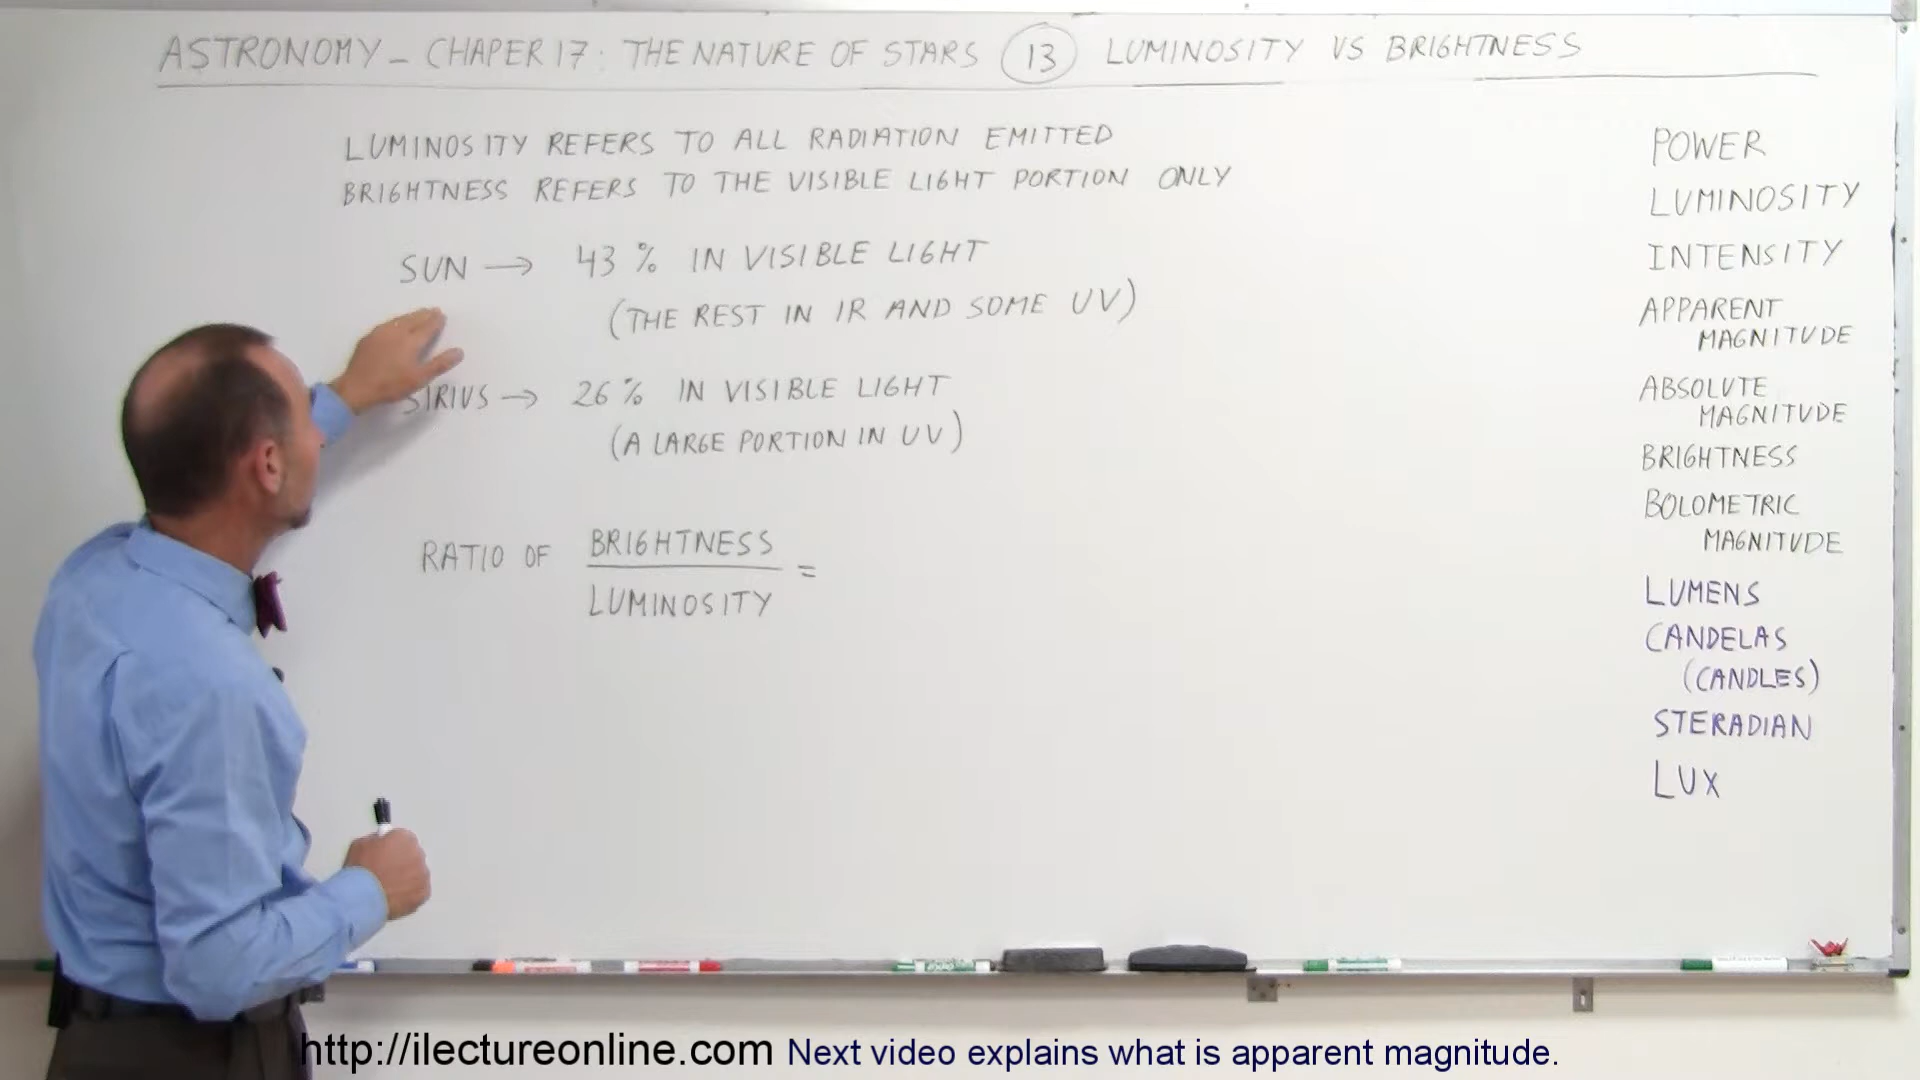 ASTRONOMY - CHAPER 17: THE NATURE OF STARS 13 LUMINOSITY VS BRIGHTNESS
LUMINOSITY REFERS TO ALL RADIATION EMITTED
BRIGHTNESS REFERS TO THE VISIBLE LIGHT PORTION ONLY
SUN → 43 % IN VISIBLE LIGHT
(THE REST IN IR AND SOME UV)
SIRIUS → 26 % IN VISIBLE LIGHT
(A LARGE PORTION IN UV)
RATIO OF BRIGHTNESS =
LUMINOSITY
POWER
LUMINOSITY
INTENSITY
APPARENT
MAGNITUDE
ABSOLUTE
MAGNITUDE
BRIGHTNESS
BOLOMETRIC
MAGNITUDE
LUMENS
CANDELAS
(CANDLES)
STERADIAN
LUX
http://ilectureonline.com Next video explains what is apparent magnitude.